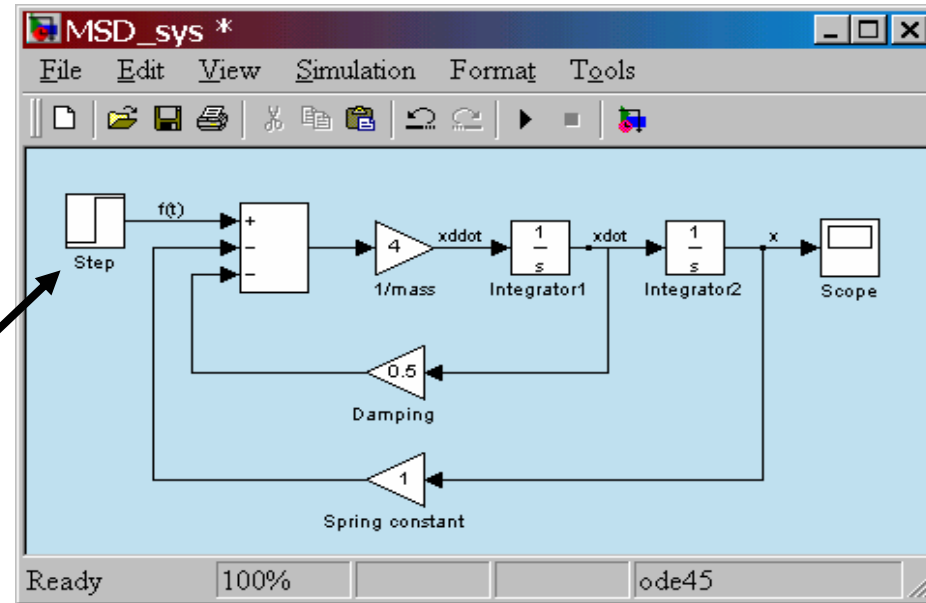 MSD_sys *
File Edit View Simulation Format Tools
f(t)
+
−
−
Step
4
1/mass
xddot
1
s
Integrator1
xdot
1
s
Integrator2
x
Scope
0.5
Damping
1
Spring constant
Ready 100% ode45